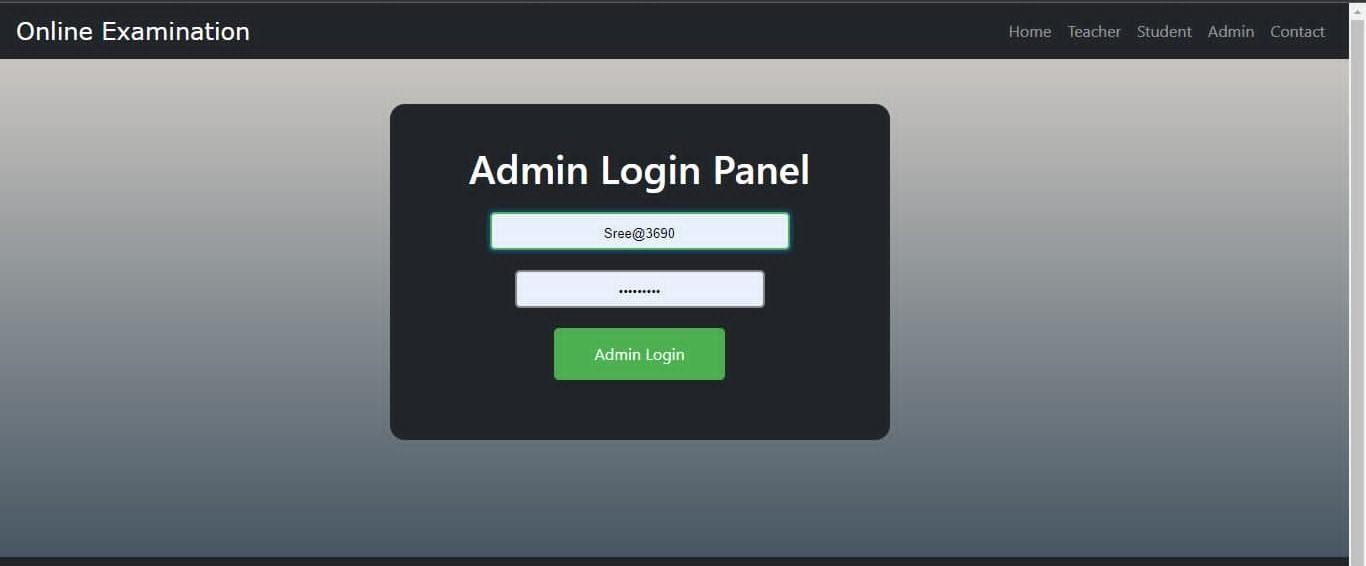 Online Examination
Home Teacher Student Admin Contact
Admin Login Panel
Sree@3690
•••••••••
Admin Login